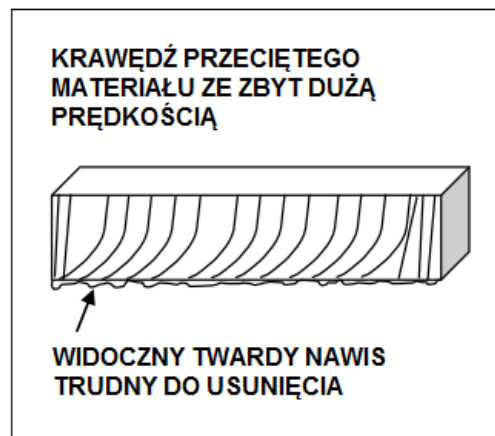 KRAWĘDŹ PRZECIĘTEGO
MATERIAŁU ZE ZBYT DUŻĄ
PRĘDKOŚCIĄ
WIDOCZNY TWARDY NAWIS
TRUDNY DO USUNIĘCIA